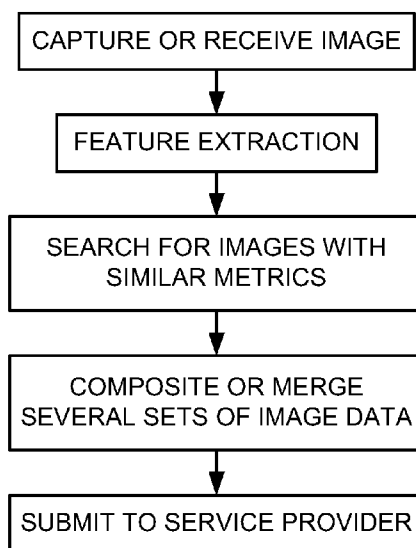 CAPTURE OR RECEIVE IMAGE
FEATURE EXTRACTION
SEARCH FOR IMAGES WITH
SIMILAR METRICS
COMPOSITE OR MERGE
SEVERAL SETS OF IMAGE DATA
SUBMIT TO SERVICE PROVIDER